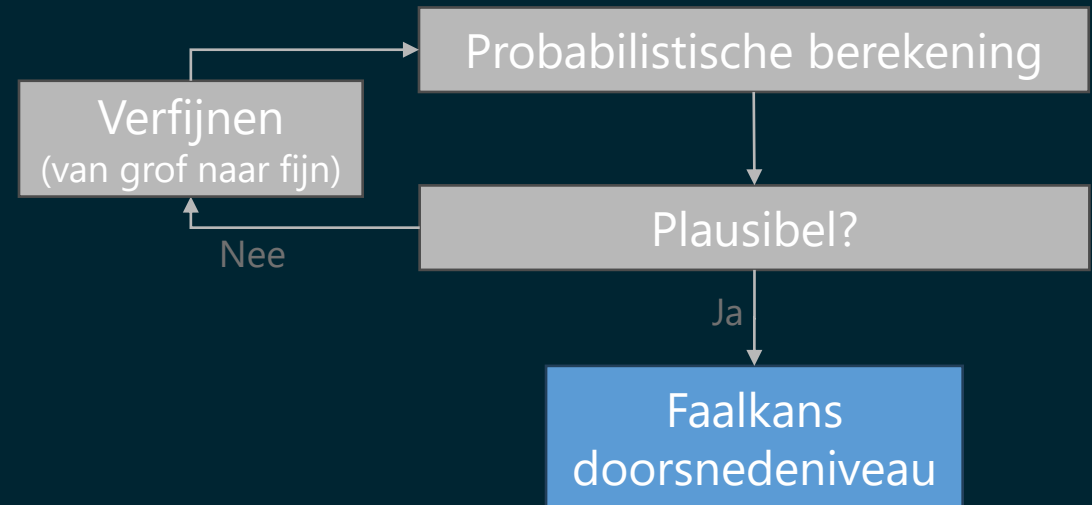 Probabilistische berekening
Verfijnen
(van grof naar fijn)
Plausibel?
Nee
Ja
Faalkans
doorsnedeniveau